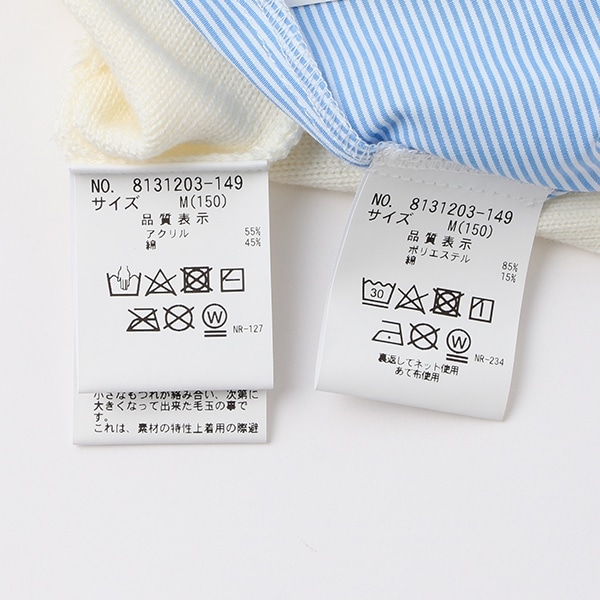 NO. 8131203-149
サイズ M(150)
品質表示
アクリル 55%
綿 45%
W
NR-127
小さなもつれが絡み合い、次第に
大きくなって出来た毛玉の事で
す。
これは、素材の特性上着用の際避
NO. 8131203-149
サイズ M(150)
品質表示
綿 85%
ポリエステル 15%
30
W
裏返してネット使用
あて布使用
NR-234